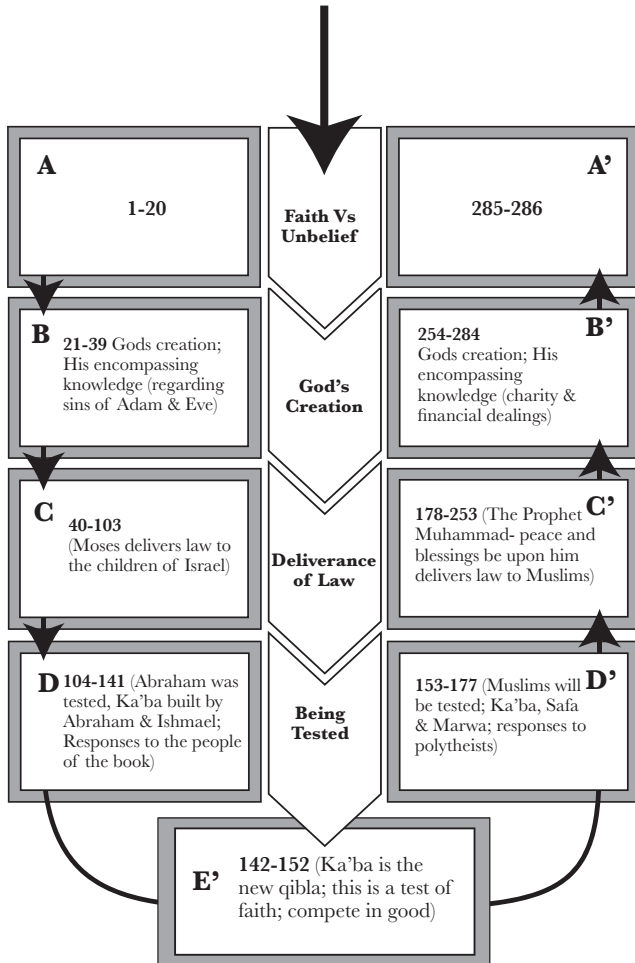 A
1-20
Faith Vs
Unbelief
A’
285-286
B
21-39 Gods creation;
His encompassing
knowledge (regarding
sins of Adam & Eve)
God’s
Creation
B’
254-284
Gods creation; His
encompassing
knowledge (charity &
financial dealings)
C
40-103
(Moses delivers law to
the children of Israel)
Deliverance
of Law
C’
178-253 (The Prophet
Muhammad- peace and
blessings be upon him
delivers law to Muslims)
D
104-141 (Abraham was
tested, Ka’ba built by
Abraham & Ishmael;
Responses to the people
of the book)
Being
Tested
D’
153-177 (Muslims will
be tested; Ka’ba, Safa
& Marwa; responses to
polytheists)
E’
142-152 (Ka’ba is the
new qibla; this is a test of
faith; compete in good)